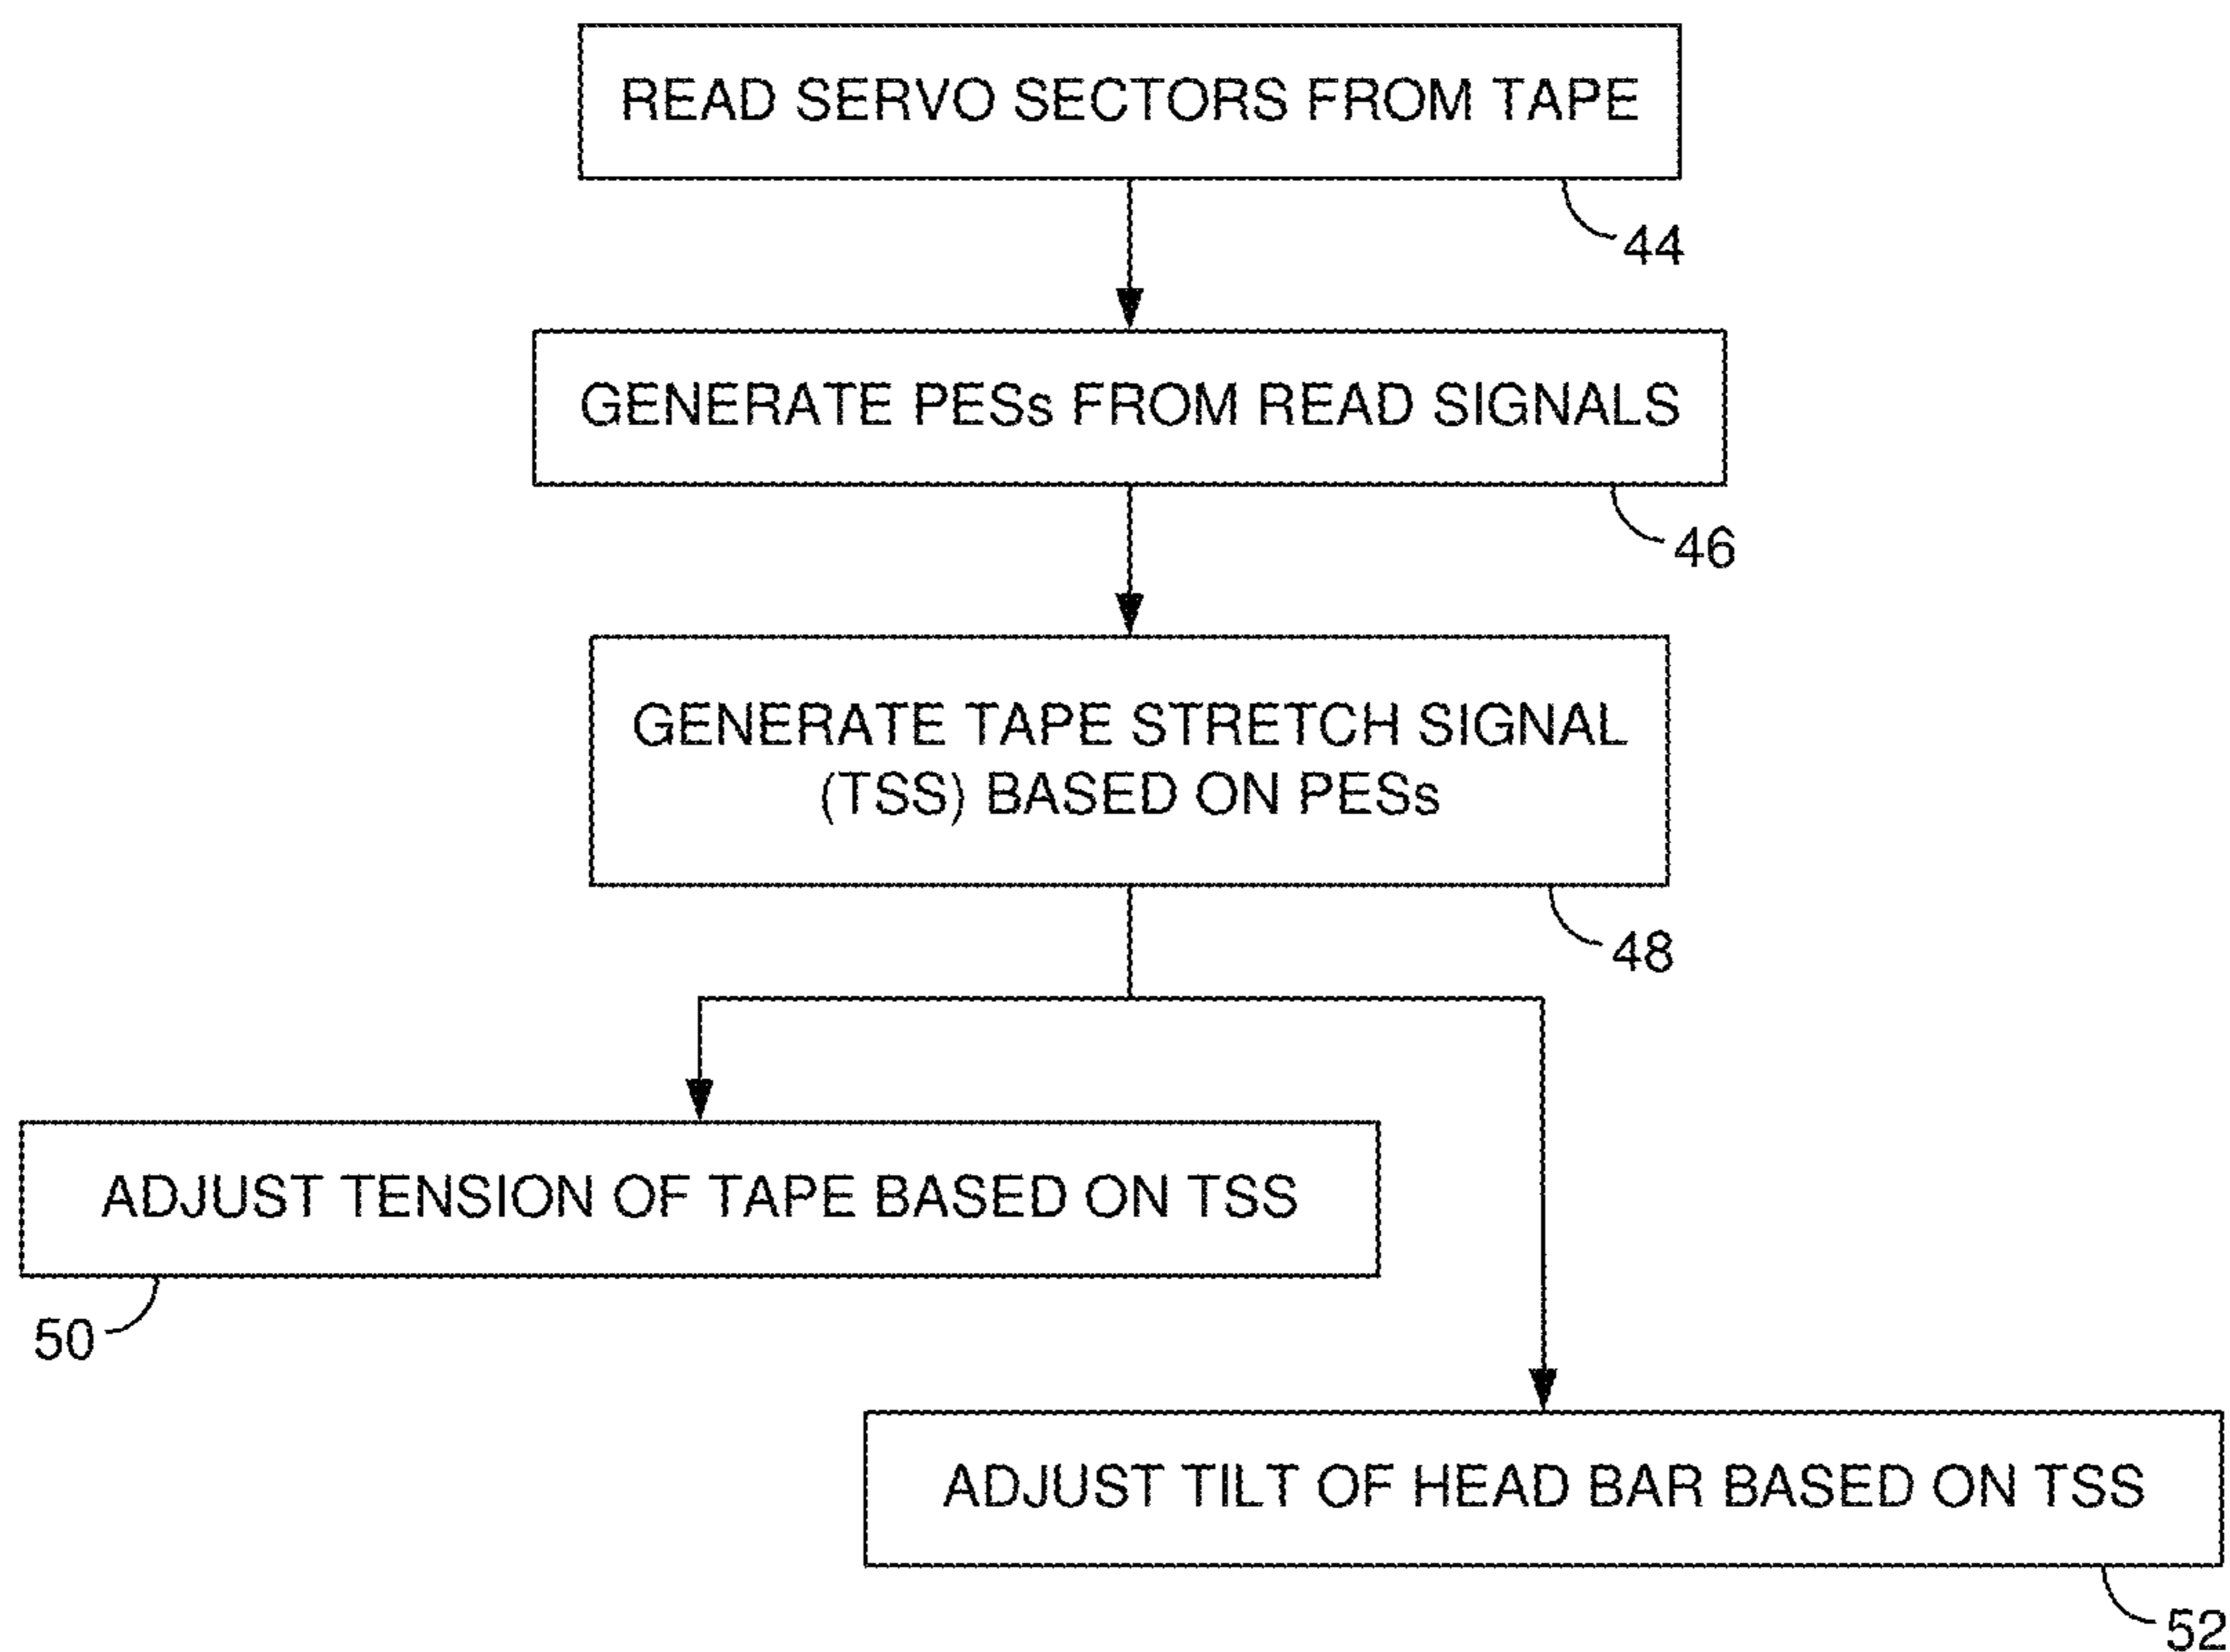 READ SERVO SECTORS FROM TAPE
44
GENERATE PESs FROM READ SIGNALS
46
GENERATE TAPE STRETCH SIGNAL
(TSS) BASED ON PESs
48
ADJUST TENSION OF TAPE BASED ON TSS
50
ADJUST TILT OF HEAD BAR BASED ON TSS
52